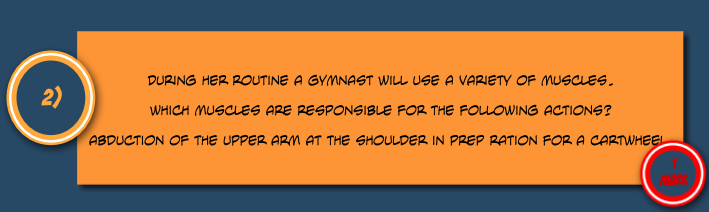 2)
DURING HER ROUTINE A GYMNAST WILL USE A VARIETY OF MUSCLES.
WHICH MUSCLES ARE RESPONSIBLE FOR THE FOLLOWING ACTIONS?
ABDUCTION OF THE UPPER ARM AT THE SHOULDER IN PREP RATION FOR A CARTWHEEL
1
MARK